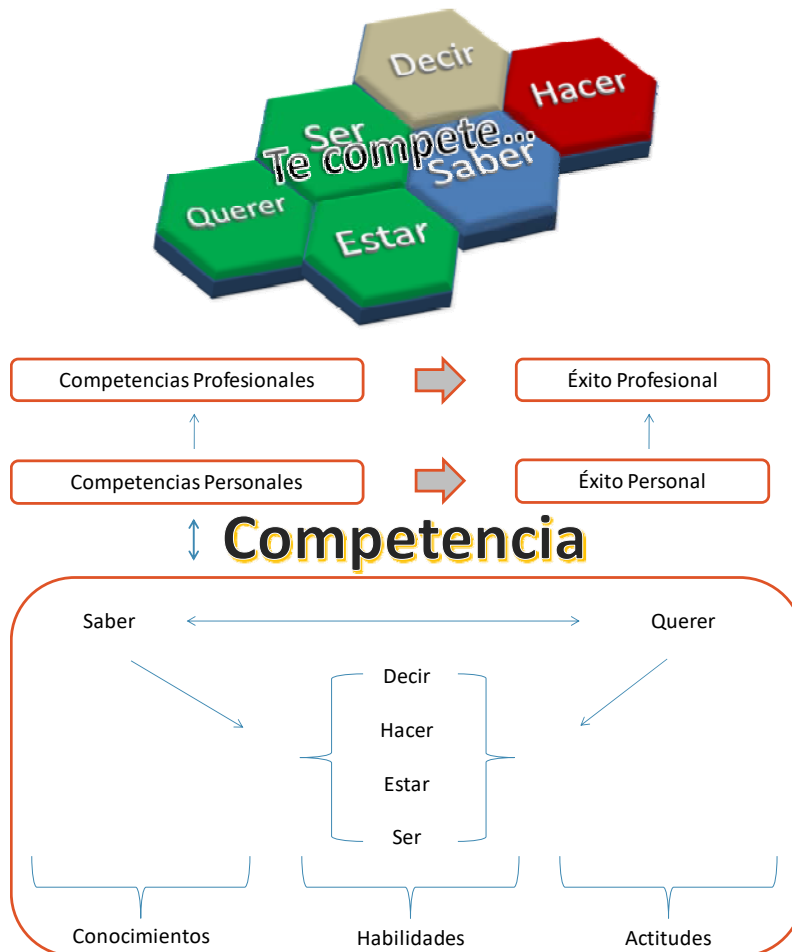 Decir
Hacer
Ser
Te compete...
Saber
Querer
Estar
Competencias Profesionales
Éxito Profesional
Competencias Personales
Éxito Personal
Competencia
Saber
Querer
Decir
Hacer
Estar
Ser
Conocimientos
Habilidades
Actitudes